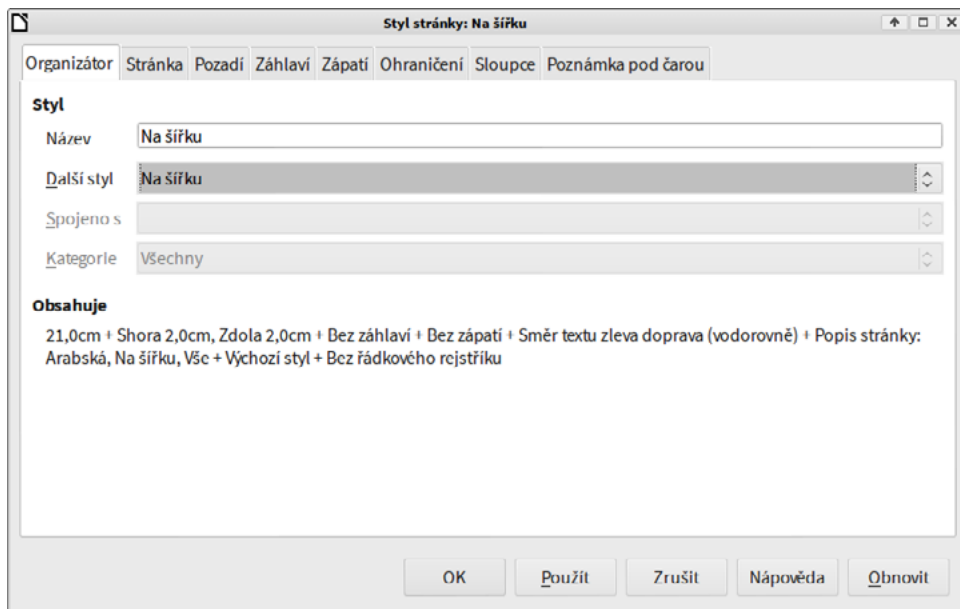 Styl stránky: Na šířku
Organizátor Stránka Pozadí Záhlaví Zápatí Ohraničení Sloupce Poznámka pod čarou
Styl
Název Na šířku
Další styl Na šířku
Spojeno s
Kategorie Všechny
Obsahuje
21,0cm + Shora 2,0cm, Zdola 2,0cm + Bez záhlaví + Bez zápatí + Směr textu zleva doprava (vodorovně) + Popis stránky:
Arabská, Na šířku, Vše + Výchozí styl + Bez řádkového rejstříku
OK Použít Zrušit Nápověda Obnovit